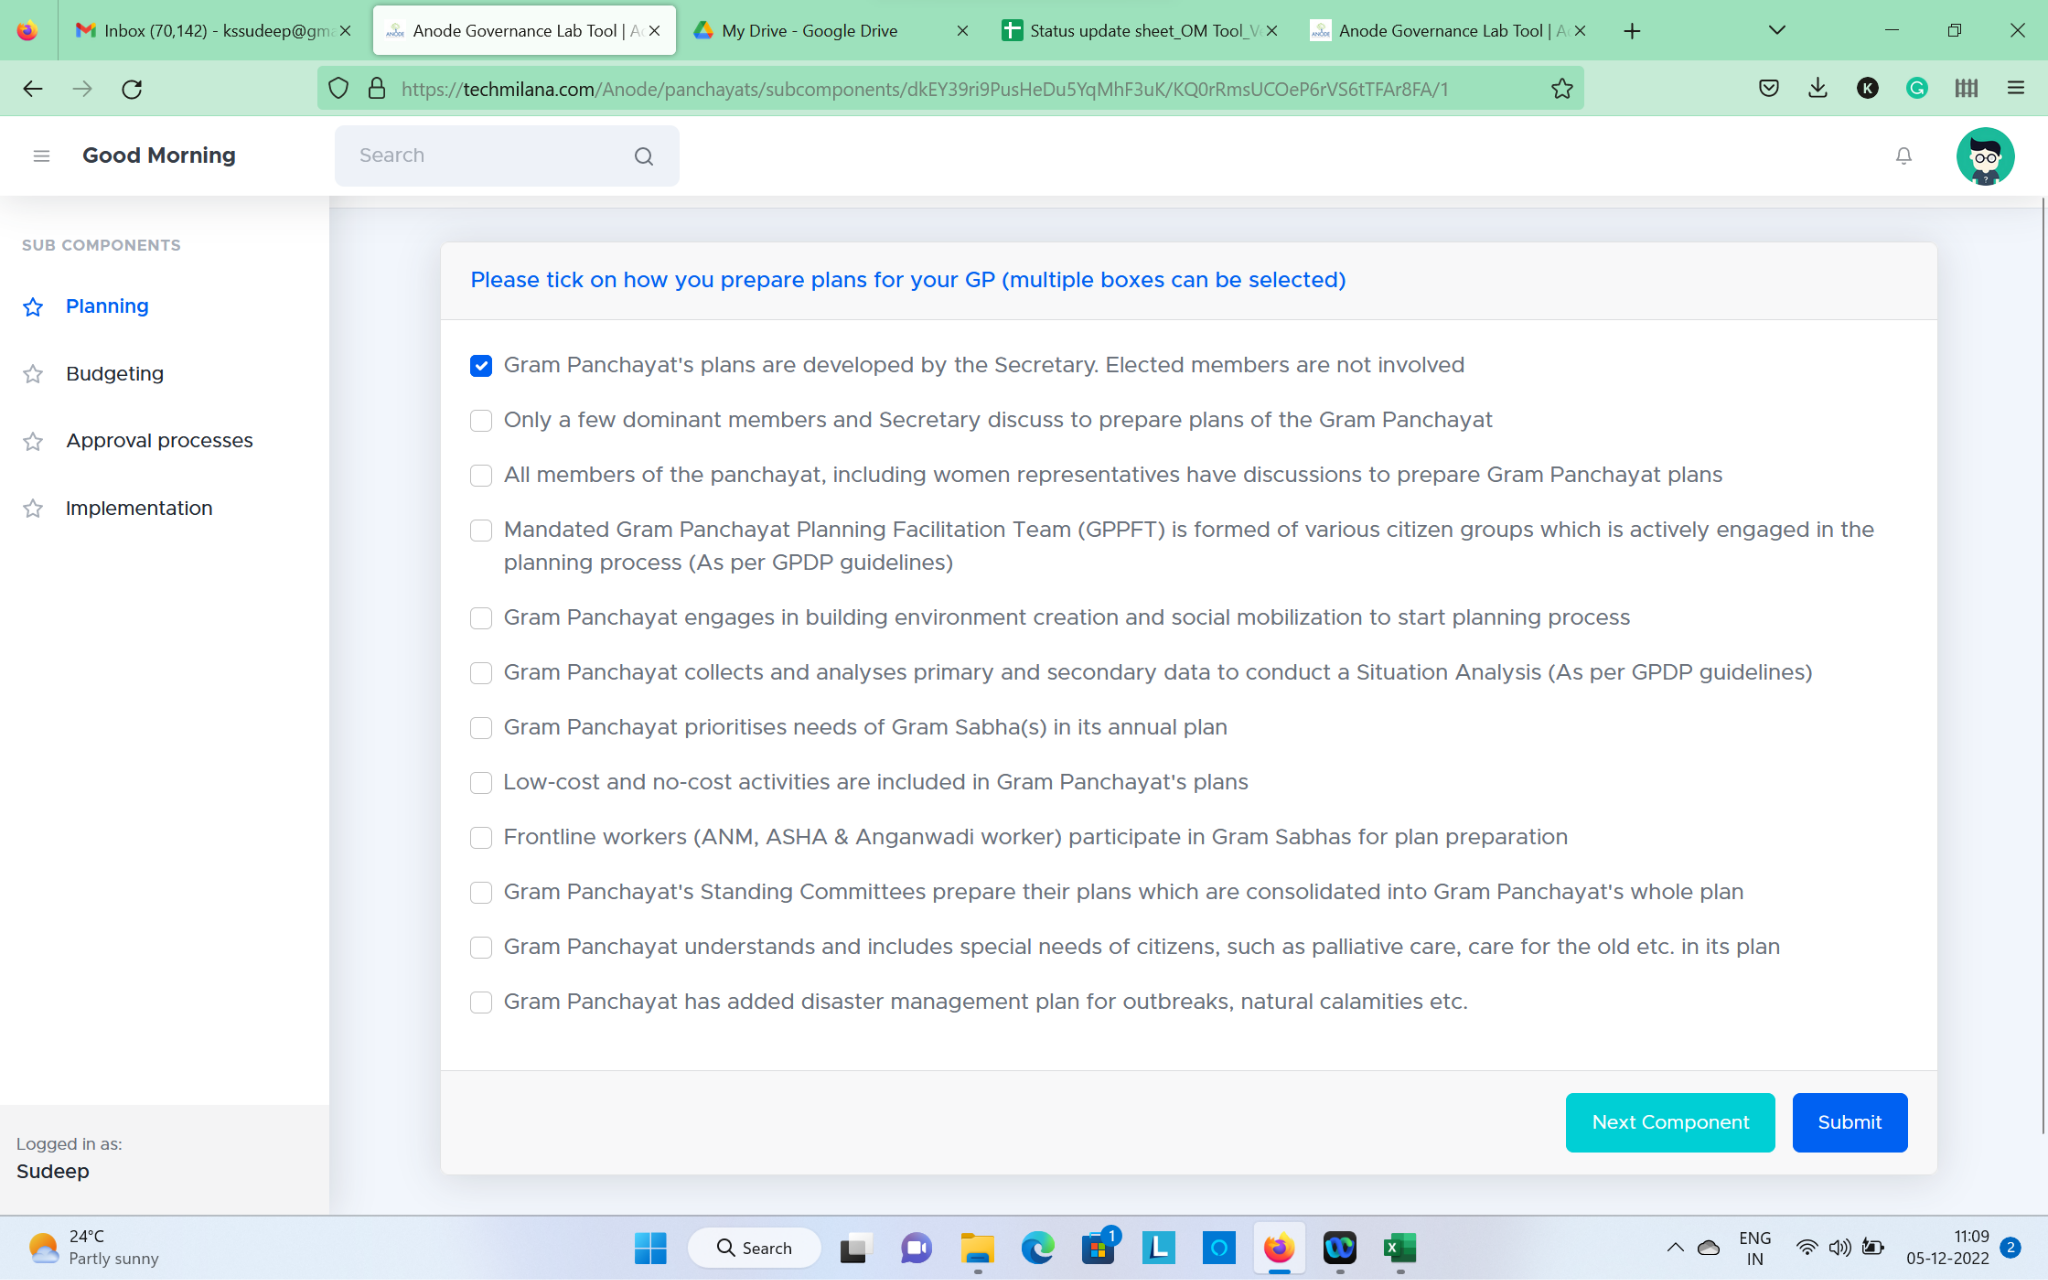 Inbox (70,142) - kssudeep@gm
Anode Governance Lab Tool | A
My Drive - Google Drive
Status update sheet_OM Tool_V
Anode Governance Lab Tool | A
https://techmilana.com/Anode/panchayats/subcomponents/dkEY39ri9PusHeDu5YqMhF3uK/KQ0rRmsUCOeP6rVS6tTFAr8FA/1
Good Morning
Search
SUB COMPONENTS
Planning
Budgeting
Approval processes
Implementation
Please tick on how you prepare plans for your GP (multiple boxes can be selected)
Gram Panchayat's plans are developed by the Secretary. Elected members are not involved
Only a few dominant members and Secretary discuss to prepare plans of the Gram Panchayat
All members of the panchayat, including women representatives have discussions to prepare Gram Panchayat plans
Mandated Gram Panchayat Planning Facilitation Team (GPPFT) is formed of various citizen groups which is actively engaged in the
planning process (As per GPDP guidelines)
Gram Panchayat engages in building environment creation and social mobilization to start planning process
Gram Panchayat collects and analyses primary and secondary data to conduct a Situation Analysis (As per GPDP guidelines)
Gram Panchayat prioritises needs of Gram Sabha(s) in its annual plan
Low-cost and no-cost activities are included in Gram Panchayat's plans
Frontline workers (ANM, ASHA & Anganwadi worker) participate in Gram Sabhas for plan preparation
Gram Panchayat's Standing Committees prepare their plans which are consolidated into Gram Panchayat's whole plan
Gram Panchayat understands and includes special needs of citizens, such as palliative care, care for the old etc. in its plan
Gram Panchayat has added disaster management plan for outbreaks, natural calamities etc.
Next Component
Submit
Logged in as:
Sudeep
24°C
Partly sunny
Search
1
ENG
IN
11:09
05-12-2022
2